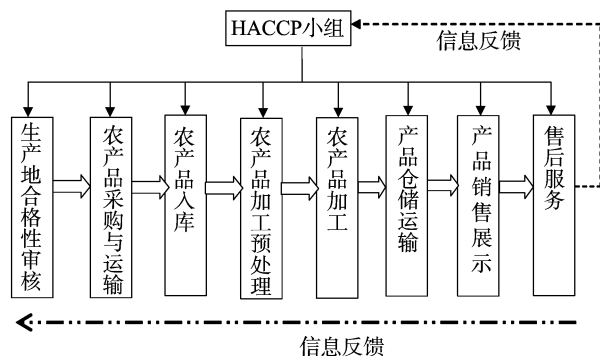 HACCP小组
信息反馈
生产地合格性审核
农产品采购与运输
农产品入库
农产品加工预处理
农产品加工
产品仓储运输
产品销售展示
售后服务
信息反馈